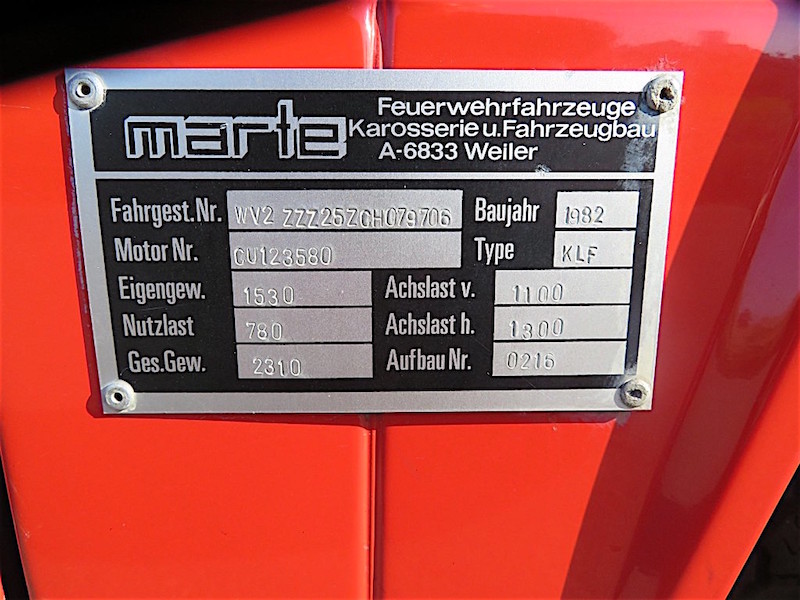 marte
Feuerwehrfahrzeuge
Karosserie u. Fahrzeugbau
A-6833 Weiler
Fahrgest.Nr. WV2 ZZZ25ZCH079706 Baujahr 1982
Motor Nr. CU123580 Type KLF
Eigengew. 1530 Achslast v. 1100
Nutzlast 780 Achslast h. 1300
Ges.Gew. 2310 Aufbau Nr. 0216